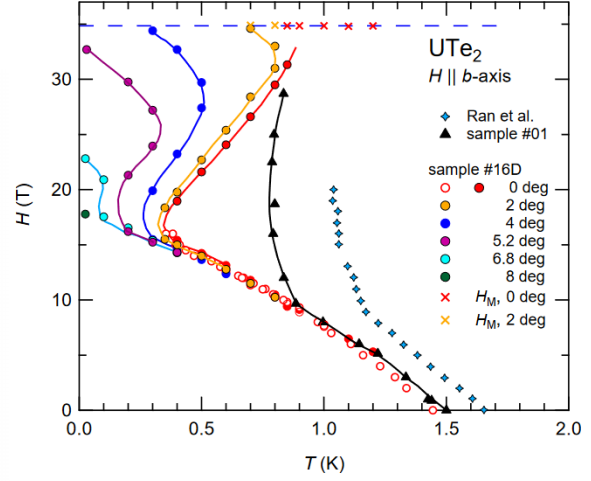 UTe2
H || b-axis
Ran et al.
sample #01
sample #16D
0 deg
2 deg
4 deg
5.2 deg
6.8 deg
8 deg
HM, 0 deg
HM, 2 deg
H (T)
30
20
10
0
0
0.5
1.0
1.5
2.0
T (K)